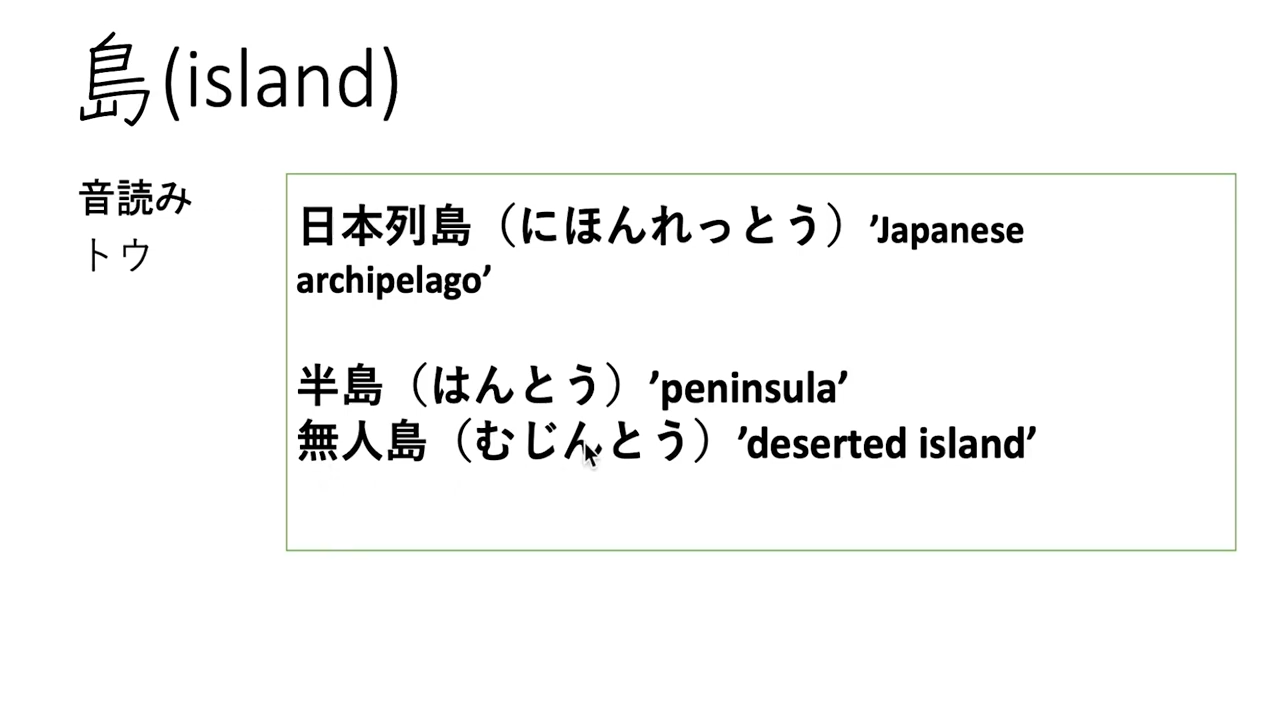 島(island)
音読み
トウ
日本列島（にほんれっとう）’Japanese
archipelago’
半島（はんとう）’peninsula’
無人島（むじんとう）’deserted island’